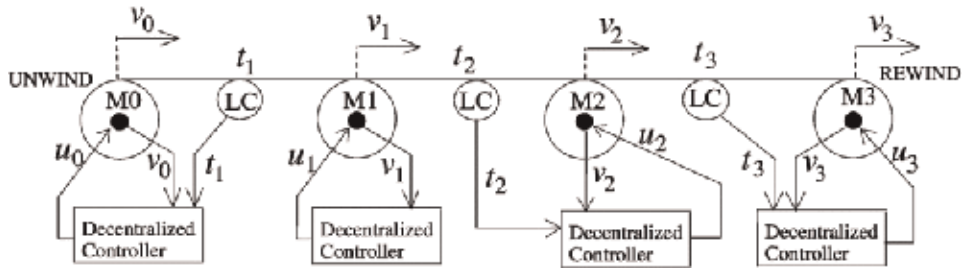 v0 v1 v2 v3
t1 t2 t3
UNWIND M0 LC M1 LC M2 LC M3 REWIND
u0 v0 t1 u1 v1 t2 v2 u2 t3 v3 u3
Decentralized Controller
Decentralized Controller
Decentralized Controller
Decentralized Controller